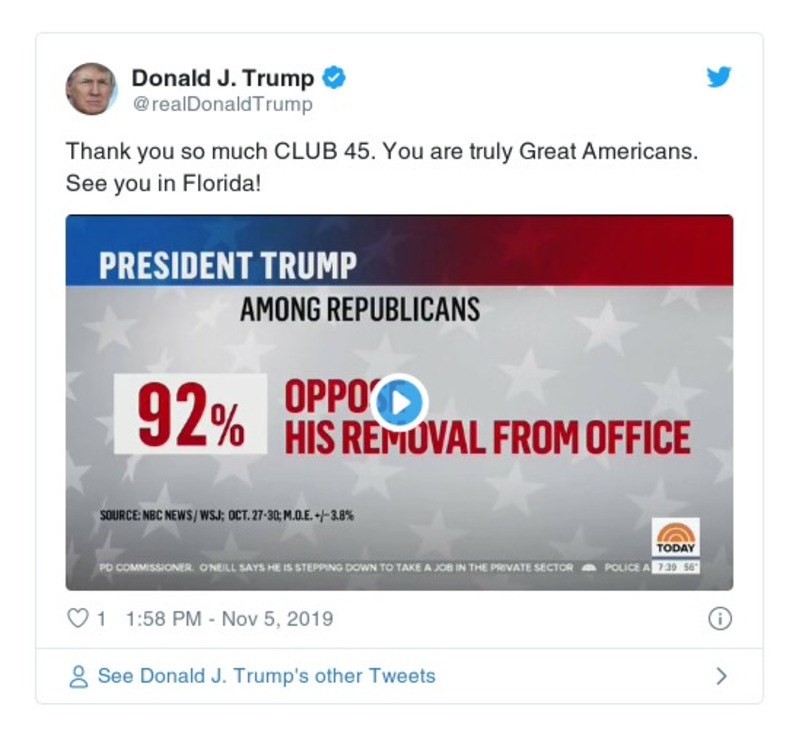 Donald J. Trump
@realDonaldTrump
Thank you so much CLUB 45. You are truly Great Americans.
See you in Florida!
PRESIDENT TRUMP
AMONG REPUBLICANS
92% OPPOSE
HIS REMOVAL FROM OFFICE
SOURCE: NBC NEWS/WSJ; OCT. 27-30; M.O.E. +/-3.8%
TODAY
PD COMMISSIONER. O'NEILL SAYS HE IS STEPPING DOWN TO TAKE A JOB IN THE PRIVATE SECTOR POLICE A 7:39 56°
1 1:58 PM - Nov 5, 2019
See Donald J. Trump's other Tweets